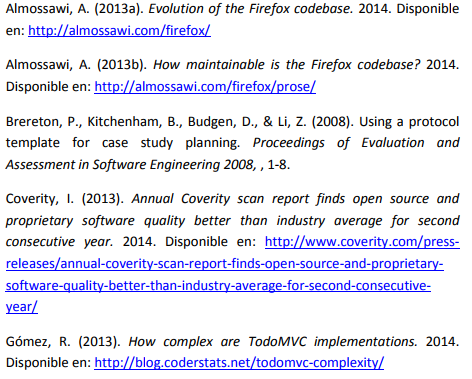 Almossawi, A. (2013a). Evolution of the Firefox codebase. 2014. Disponible
en: http://almossawi.com/firefox/
Almossawi, A. (2013b). How maintainable is the Firefox codebase? 2014.
Disponible en: http://almossawi.com/firefox/prose/
Brereton, P., Kitchenham, B., Budgen, D., & Li, Z. (2008). Using a protocol
template for case study planning. Proceedings of Evaluation and
Assessment in Software Engineering 2008, , 1-8.
Coverity, I. (2013). Annual Coverity scan report finds open source and
proprietary software quality better than industry average for second
consecutive year. 2014. Disponible en: http://www.coverity.com/press-
releases/annual-coverity-scan-report-finds-open-source-and-proprietary-
software-quality-better-than-industry-average-for-second-consecutive-
year/
Gómez, R. (2013). How complex are TodoMVC implementations. 2014.
Disponible en: http://blog.coderstats.net/todomvc-complexity/